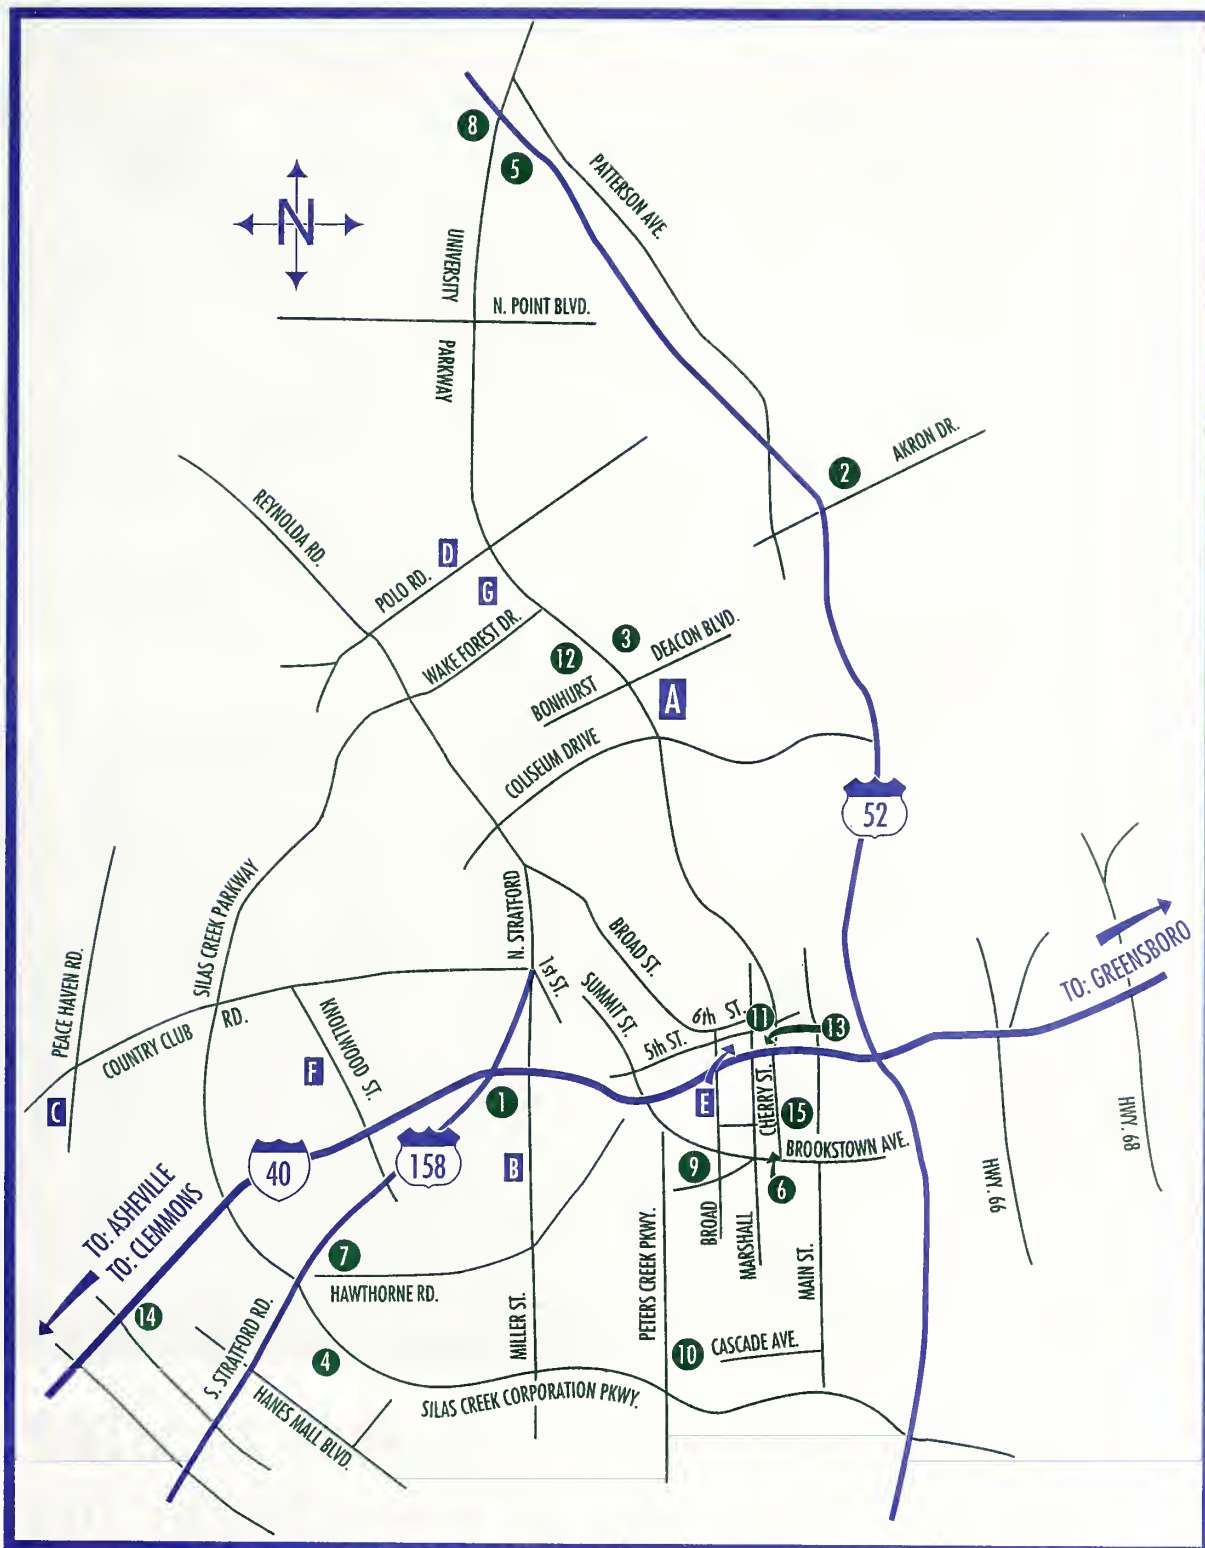 8
5
PATTERSON AVE.
N
UNIVERSITY
PARKWAY
N. POINT BLVD.
2
AKRON DR.
REYNOLDA RD.
D
POLO RD.
G
WAKE FOREST DR.
3
12
DEACON BLVD.
BONHURST
A
COLISEUM DRIVE
52
N. STRATFORD
SILAS CREEK PARKWAY
BROAD ST.
1st ST.
SUMMIT ST.
PEACE HAVEN RD.
COUNTRY CLUB
RD.
KNOLLWOOD ST.
6th ST.
11
13
5th ST.
TO: GREENSBORO
F
C
1
E
CHERRY ST.
15
BROOKSTOWN AVE.
HWY. 68
HWY. 66
40
158
B
9
6
TO: ASHEVILLE
TO: CLEMMONS
BROAD
MARSHALL
MAIN ST.
PETERS CREEK PKWY.
7
HAWTHORNE RD.
MILLER ST.
14
S. STRATFORD RD.
4
10
CASCADE AVE.
HANES MALL BLVD.
SILAS CREEK CORPORATION PKWY.